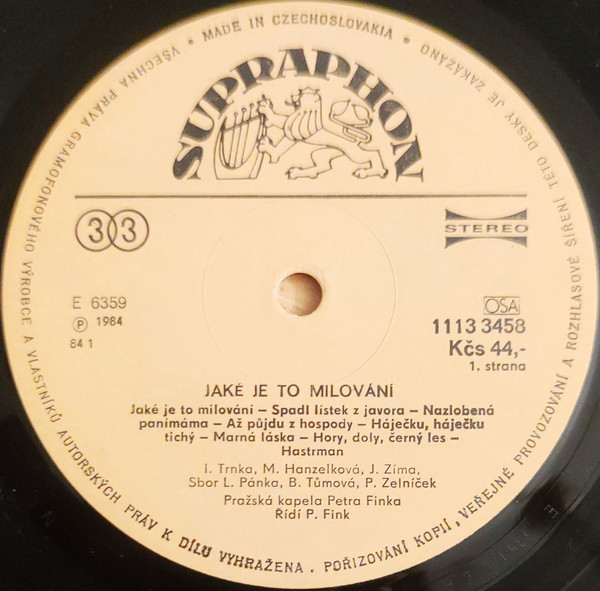 VŠECHNA PRÁVA GRAMOFONOVÉHO VÝROBCE A VLASTNÍKŮ AUTORSKÝCH PRÁV K DÍLU VYHRAŽENA • POŘIZOVÁNÍ KOPIÍ, VEŘEJNÉ PROVOZOVÁNÍ A ROZHLASOVÉ ŠÍŘENÍ TÉTO DESKY JE ZAKÁZÁNO • MADE IN CZECHOSLOVAKIA •
SUPRAPHON
33
STEREO
E 6359
Ⓟ 1984
84 1
OSA
1113 3458
Kčs 44,-
1. strana
JAKÉ JE TO MILOVÁNÍ
Jaké je to milováni – Spadl lístek z javora – Nazlobená
panímáma – Až půjdu z hospody – Háječku, háječku
tichý – Marná láska – Hory, doly, černý les –
Hastrman
I. Trnka, M. Hanzelková, J. Zíma,
Sbor L. Pánka, B. Tůmová, P. Zelníček
Pražská kapela Petra Finka
Řídí P. Fink